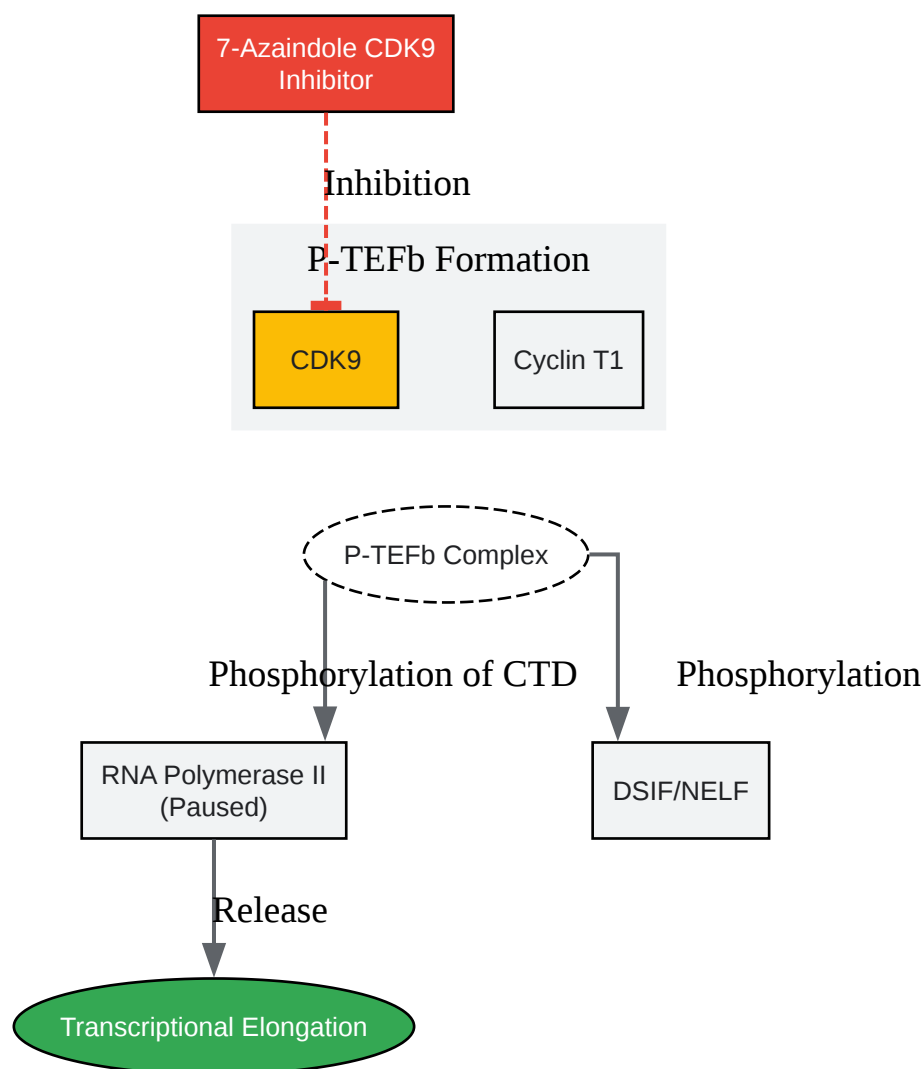 7-Azaindole CDK9
Inhibitor
Inhibition
P-TEFb Formation
CDK9
Cyclin T1
P-TEFb Complex
Phosphorylation of CTD
Phosphorylation
RNA Polymerase II
(Paused)
DSIF/NELF
Release
Transcriptional Elongation